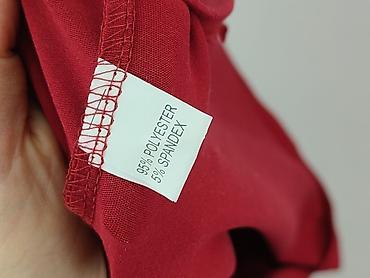 95% POLYESTER
5% SPANDEX